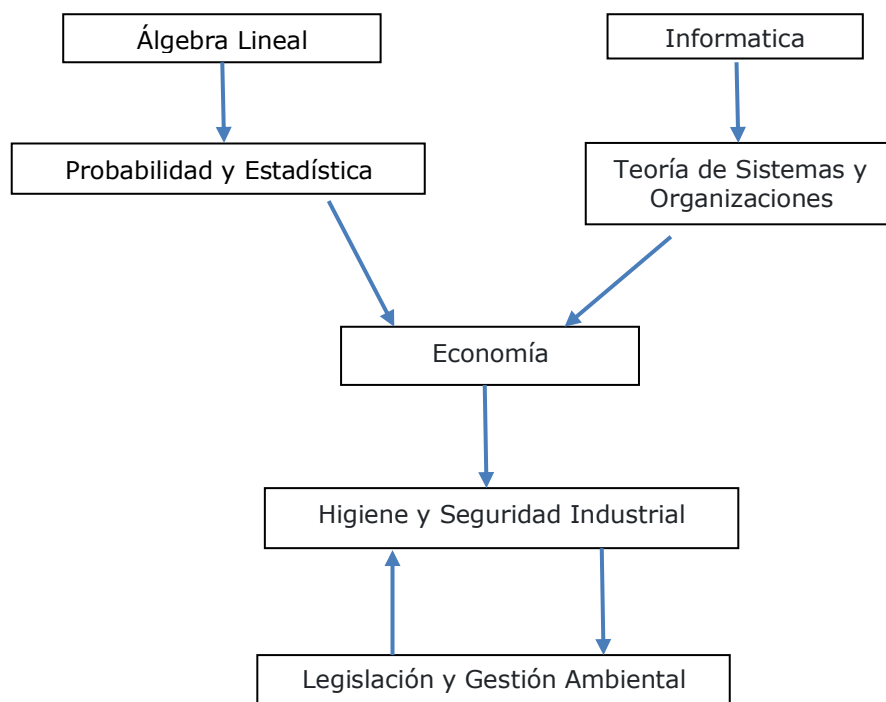 Álgebra Lineal
Informatica
Probabilidad y Estadística
Teoría de Sistemas y
Organizaciones
Economía
Higiene y Seguridad Industrial
Legislación y Gestión Ambiental